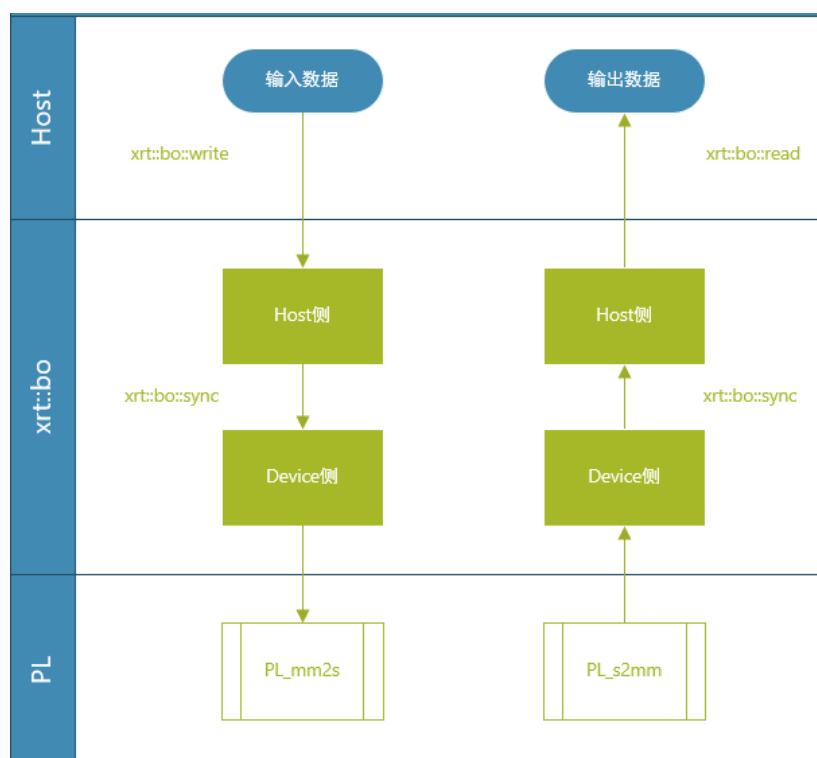 Host
输入数据
输出数据
xrt::bo::write
xrt::bo::read
xrt::bo
Host侧
Host侧
xrt::bo::sync
xrt::bo::sync
Device侧
Device侧
PL
PL_mm2s
PL_s2mm